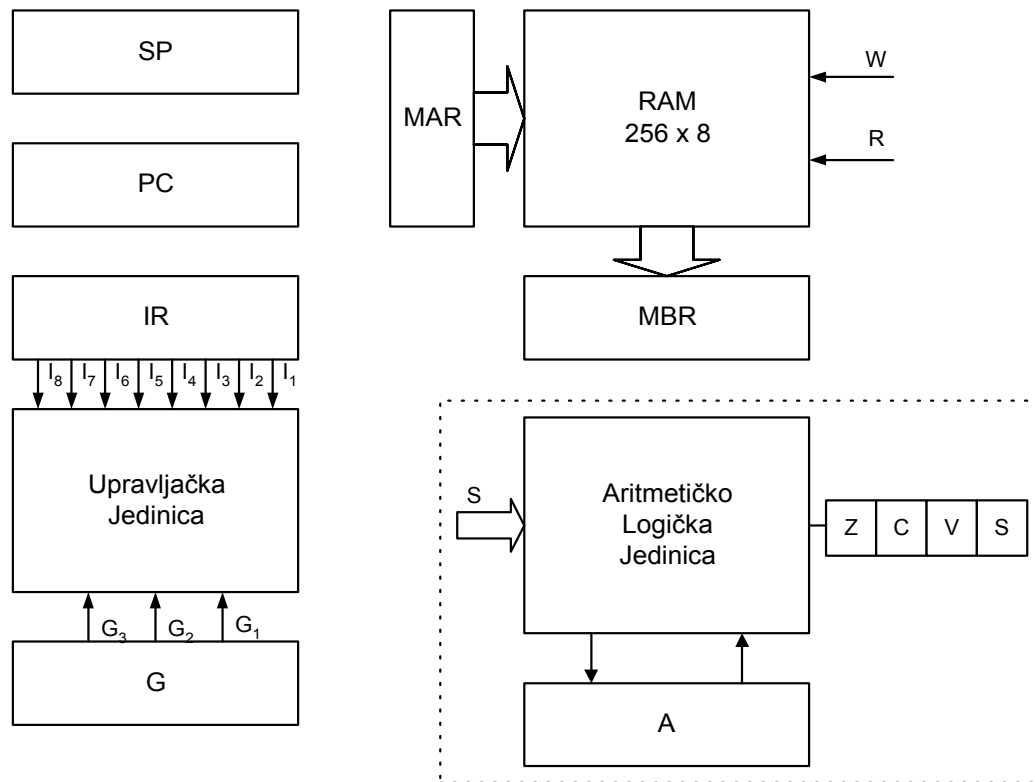 SP
PC
IR
I₈ I₇ I₆ I₅ I₄ I₃ I₂ I₁
Upravljačka
Jedinica
G₃ G₂ G₁
G
MAR
RAM
256 x 8
W
R
MBR
S
Aritmetičko
Logička
Jedinica
Z C V S
A